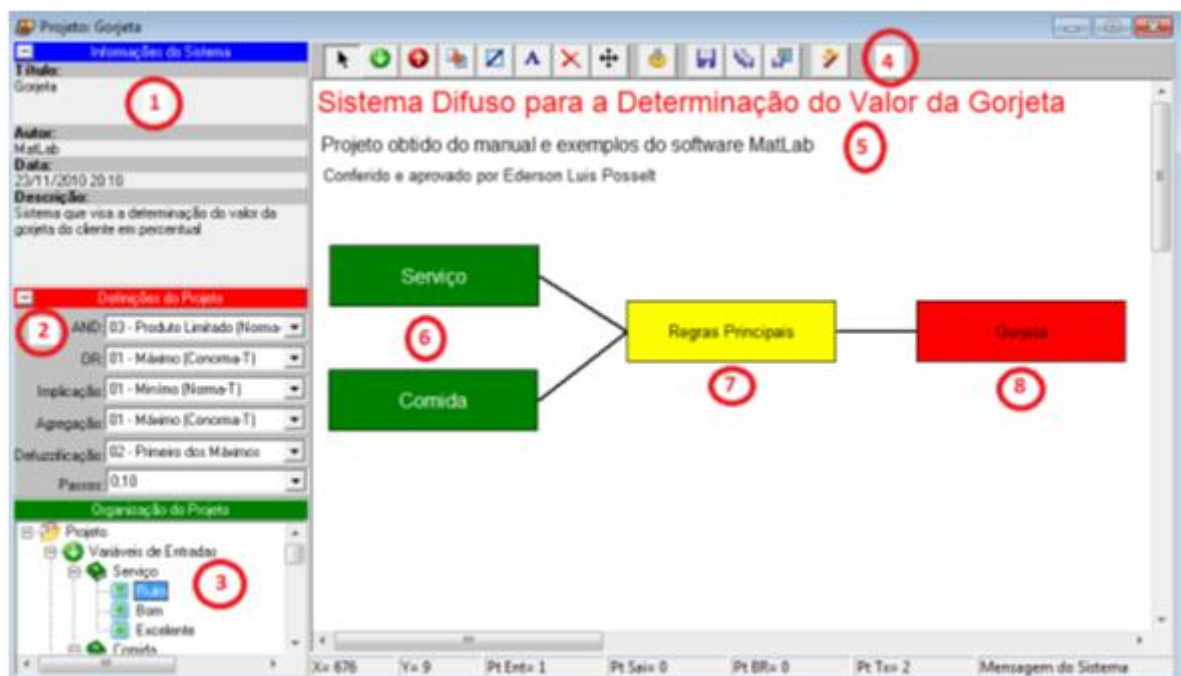 Projeto: Gorjeta
Informações do Sistema
Título:
Gorjeta
1
Autor:
MatLab
Data:
23/11/2010 20:10
Descrição:
Sistema que visa a determinação do valor da
gorjeta do cliente em percentual
Definições do Projeto
2
AND: 03 - Produto Limitado (Norma-
OR: 01 - Máximo (Conorma-T)
Implicação: 01 - Mínimo (Norma-T)
Agregação: 01 - Máximo (Conorma-T)
Defuzzificação: 02 - Primeiro dos Máximos
Passos: 0,10
Organização do Projeto
Projeto
Variáveis de Entradas
Serviço
3
Ruim
Bom
Excelente
Comida
A
4
Sistema Difuso para a Determinação do Valor da Gorjeta
Projeto obtido do manual e exemplos do software MatLab
5
Conferido e aprovado por Ederson Luis Posselt
Serviço
6
Comida
Regras Principais
7
Gorjeta
8
X= 676 Y= 9 Pt Ent= 1 Pt Sai= 0 Pt BR= 0 Pt Tx= 2 Mensagem do Sistema